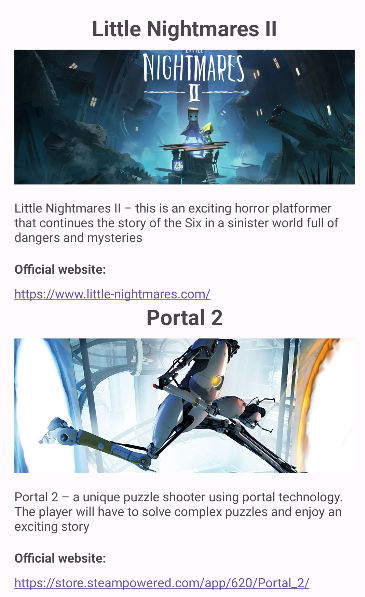 Little Nightmares II
LITTLE
NIGHTMARES
II
Little Nightmares II – this is an exciting horror platformer
that continues the story of the Six in a sinister world full of
dangers and mysteries
Official website:
https://www.little-nightmares.com/
Portal 2
Portal 2 – a unique puzzle shooter using portal technology.
The player will have to solve complex puzzles and enjoy an
exciting story
Official website:
https://store.steampowered.com/app/620/Portal_2/